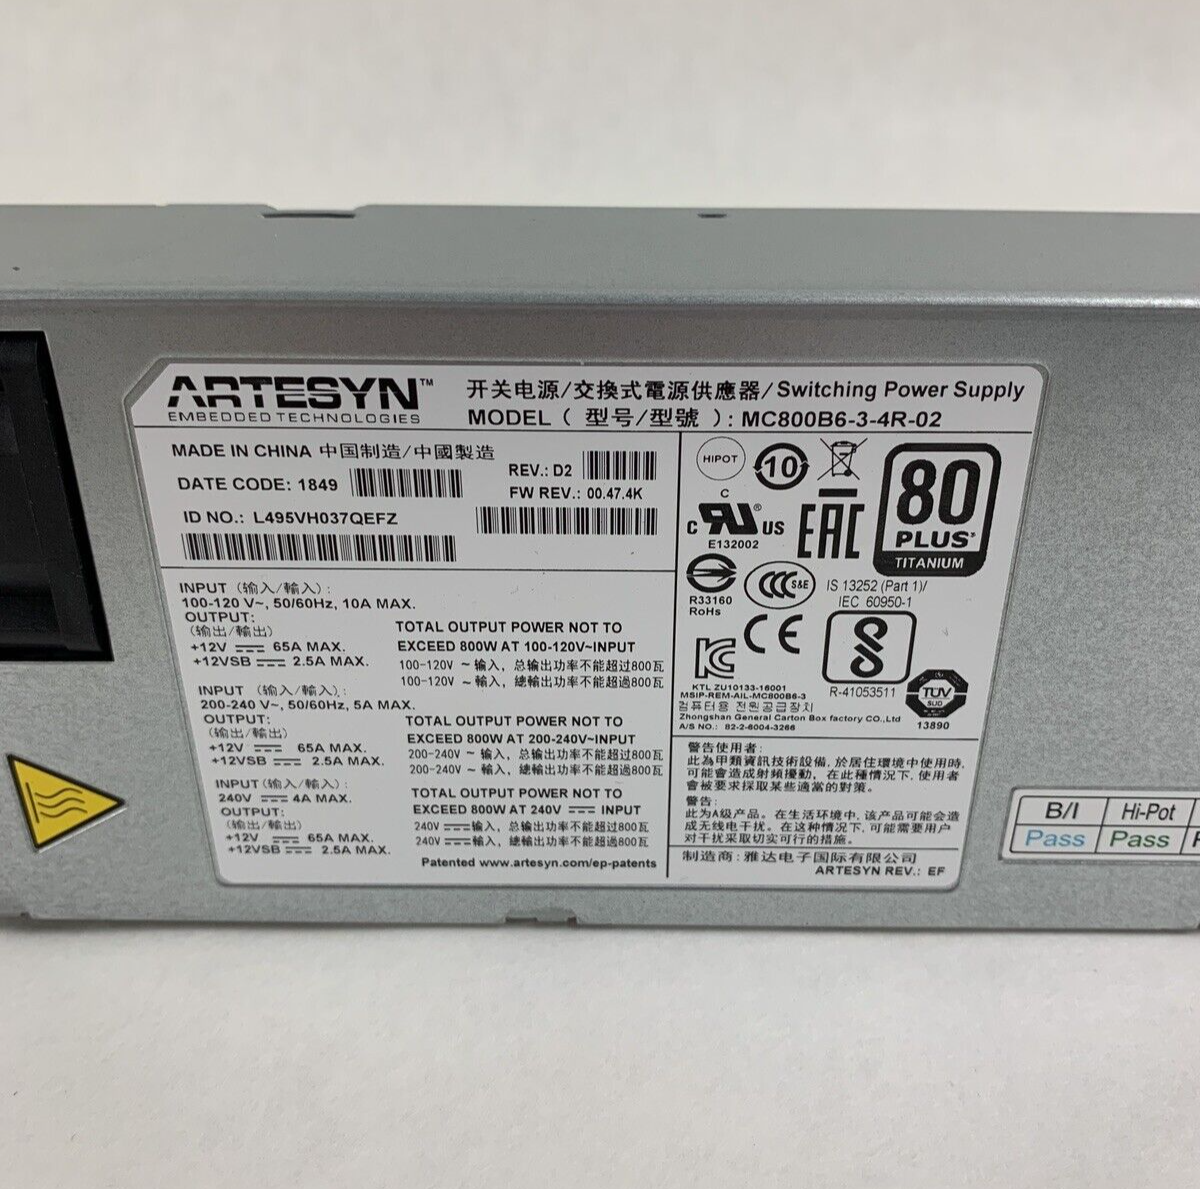 ARTESYN™
EMBEDDED TECHNOLOGIES
开关电源/交換式電源供應器/Switching Power Supply
MODEL ( 型号/型號 ): MC800B6-3-4R-02
MADE IN CHINA 中国制造/中國製造
DATE CODE: 1849
REV.: D2
FW REV.: 00.47.4K
ID NO.: L495VH037QEFZ
INPUT (输入/輸入):
100-120 V~, 50/60Hz, 10A MAX.
OUTPUT:
(输出/輸出)
+12V 65A MAX.
+12VSB 2.5A MAX.
TOTAL OUTPUT POWER NOT TO
EXCEED 800W AT 100-120V~INPUT
100-120V ~ 输入, 总输出功率不能超过800瓦
100-120V ~ 輸入, 總輸出功率不能超過800瓦
INPUT (输入/輸入):
200-240 V~, 50/60Hz, 5A MAX.
OUTPUT:
(输出/輸出)
+12V 65A MAX.
+12VSB 2.5A MAX.
TOTAL OUTPUT POWER NOT TO
EXCEED 800W AT 200-240V~INPUT
200-240V ~ 输入, 总输出功率不能超过800瓦
200-240V ~ 輸入, 總輸出功率不能超過800瓦
INPUT (输入/輸入):
240V 4A MAX.
OUTPUT:
(输出/輸出)
+12V 65A MAX.
+12VSB 2.5A MAX.
TOTAL OUTPUT POWER NOT TO
EXCEED 800W AT 240V INPUT
240V 输入, 总输出功率不能超过800瓦
240V 輸入, 總輸出功率不能超過800瓦
Patented www.artesyn.com/ep-patents
HIPOT
10
C
c RU® US
E132002
EAC
80
PLUS®
TITANIUM
R33160
RoHs
CCC S&E
IS 13252 (Part 1)/
IEC 60950-1
R-41053511
CE
KC
KTL ZU10133-16001
MSIP-REM-AIL-MC800B6-3
컴퓨터용 전원공급장치
Zhongshan General Carton Box factory CO.,Ltd
A/S NO.: 82-2-6004-3266
TÜV
SUD
13890
警告使用者:
此為甲類資訊技術設備, 於居住環境中使用時,
可能會造成射頻擾動, 在此種情況下, 使用者
會被要求採取某些適當的對策。
警告:
此为A级产品。在生活环境中, 该产品可能会造
成无线电干扰。在这种情况下, 可能需要用户
对干扰采取切实可行的措施。
制造商: 雅达电子国际有限公司
ARTESYN REV.: EF
B/I Hi-Pot
Pass Pass